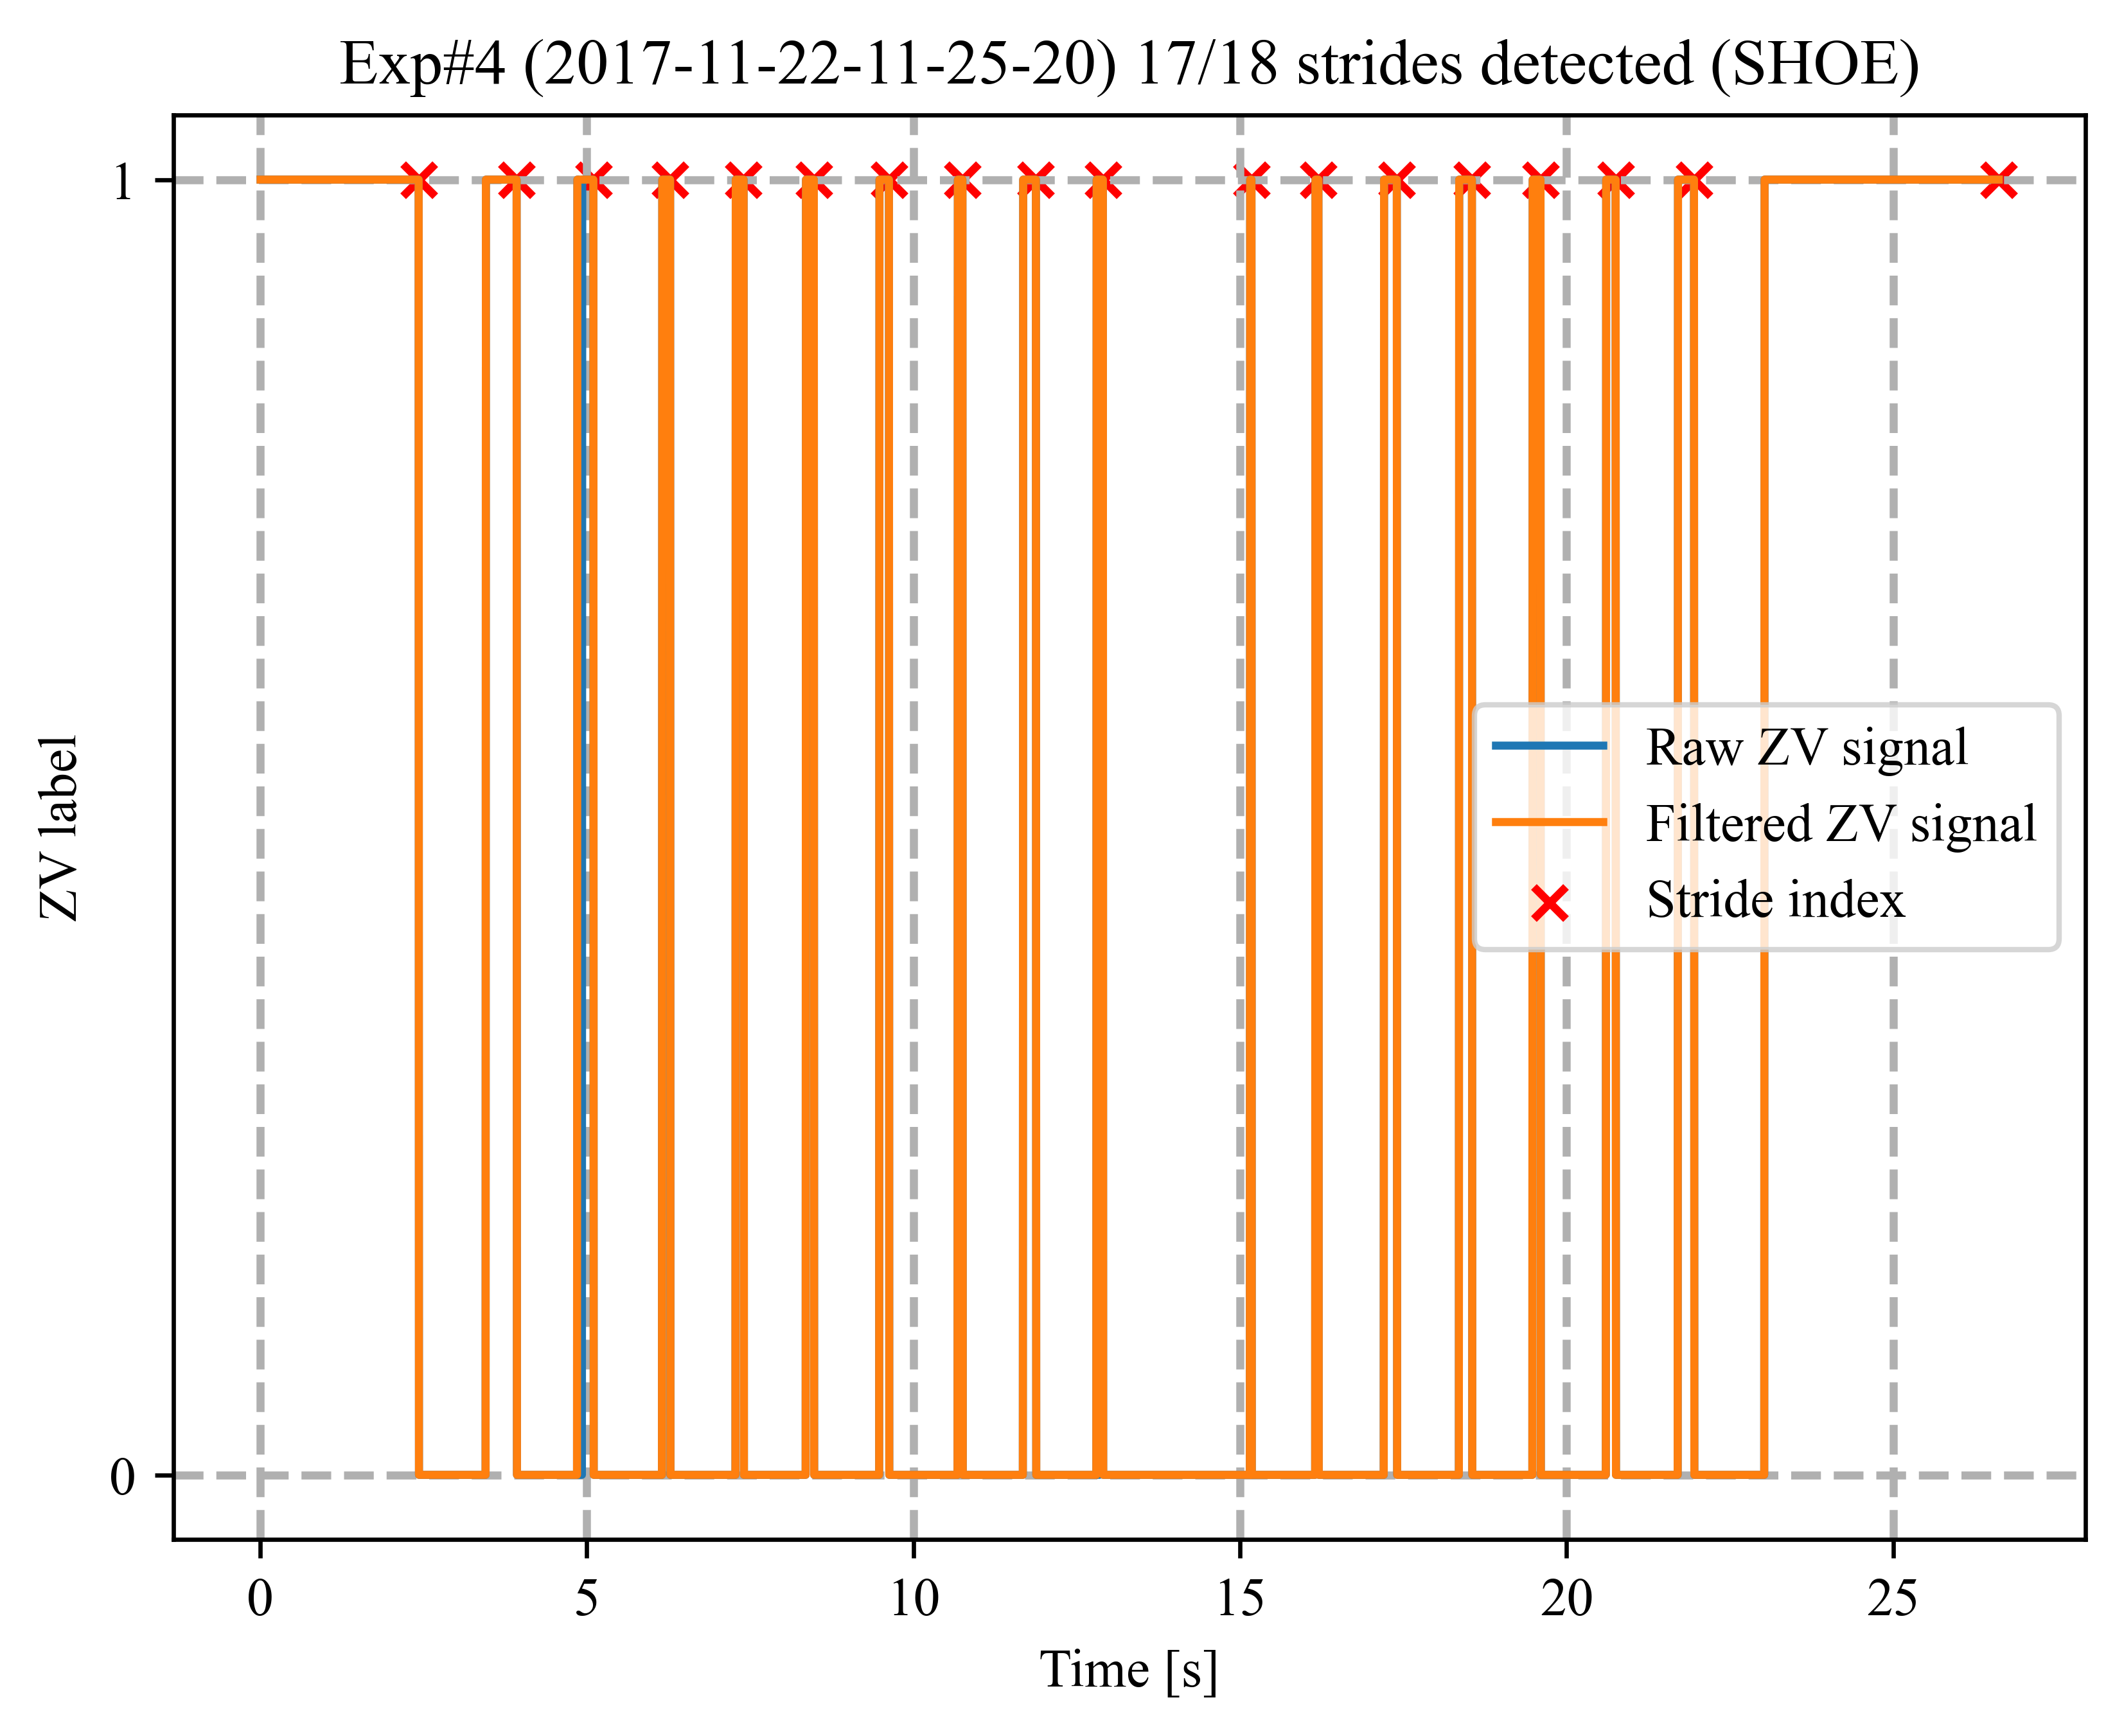 Exp#4 (2017-11-22-11-25-20) 17/18 strides detected (SHOE)
1
ZV label
Raw ZV signal
Filtered ZV signal
Stride index
0
0 5 10 15 20 25
Time [s]